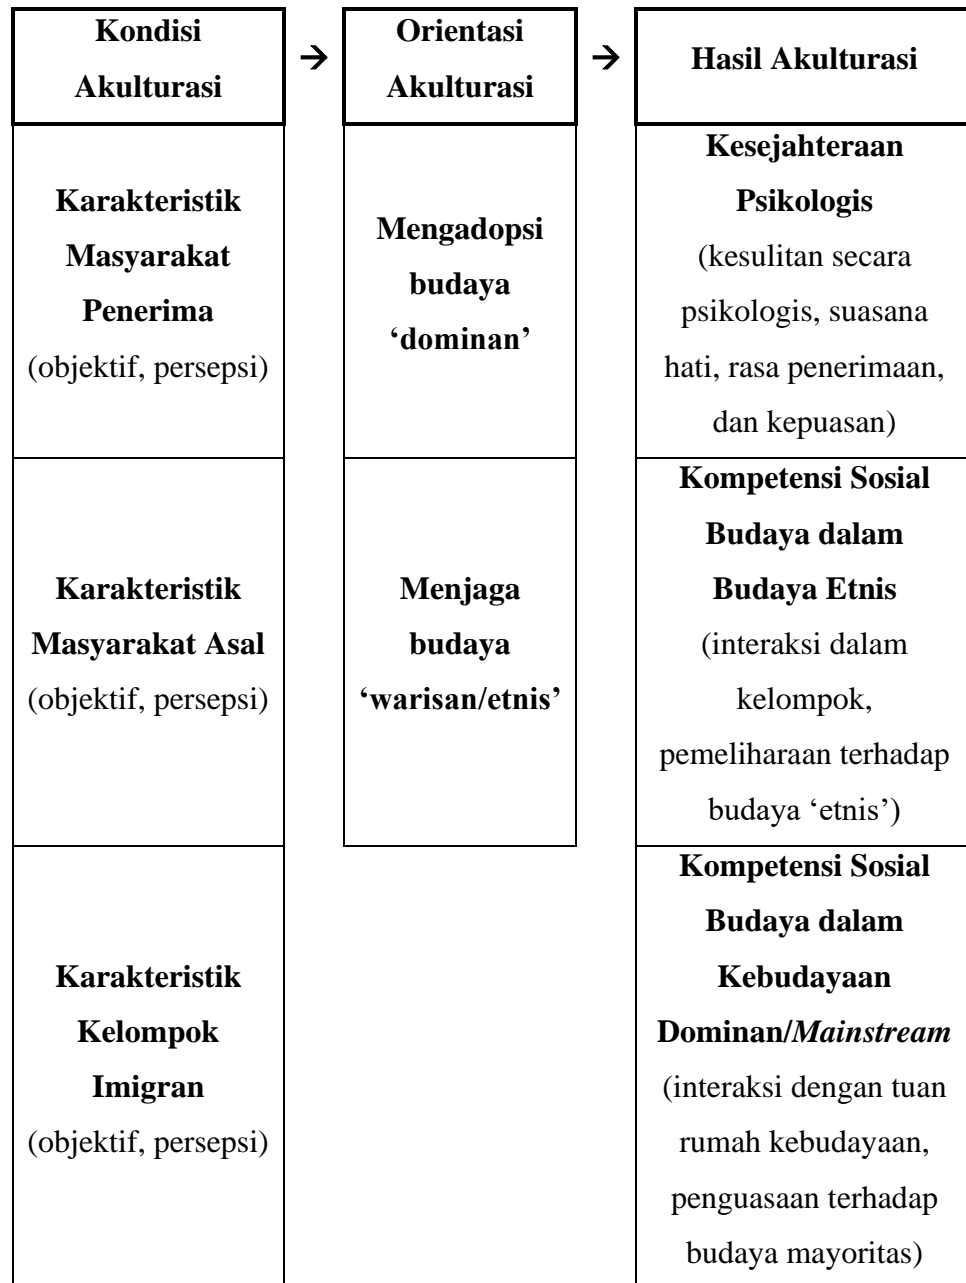 Kondisi
Akulturasi
→
Orientasi
Akulturasi
→
Hasil Akulturasi
Karakteristik
Masyarakat
Penerima
(objektif, persepsi)
Mengadopsi
budaya
‘dominan’
Kesejahteraan
Psikologis
(kesulitan secara
psikologis, suasana
hati, rasa penerimaan,
dan kepuasan)
Karakteristik
Masyarakat Asal
(objektif, persepsi)
Menjaga
budaya
‘warisan/etnis’
Kompetensi Sosial
Budaya dalam
Budaya Etnis
(interaksi dalam
kelompok,
pemeliharaan terhadap
budaya ‘etnis’)
Karakteristik
Kelompok
Imigran
(objektif, persepsi)
Kompetensi Sosial
Budaya dalam
Kebudayaan
Dominan/Mainstream
(interaksi dengan tuan
rumah kebudayaan,
penguasaan terhadap
budaya mayoritas)